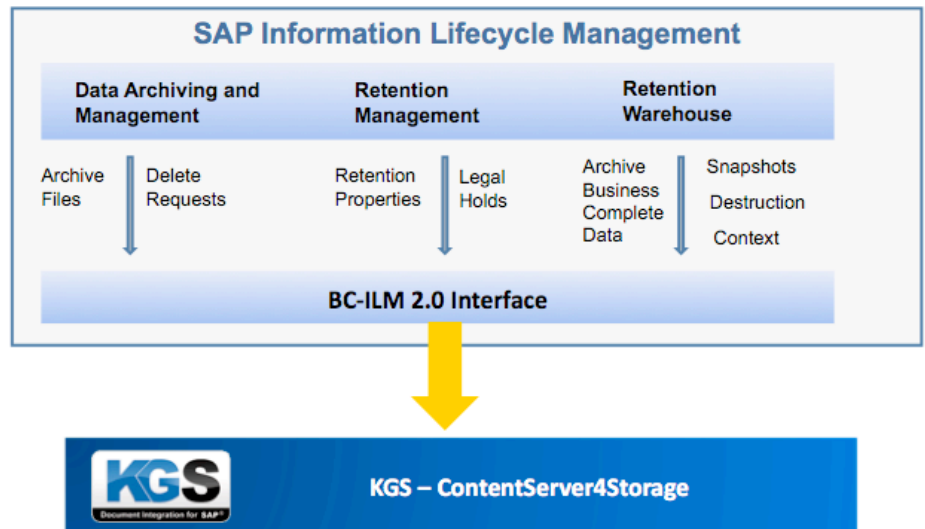 SAP Information Lifecycle Management
Data Archiving and
Management
Retention
Management
Retention
Warehouse
Archive
Files
Delete
Requests
Retention
Properties
Legal
Holds
Archive
Business
Complete
Data
Snapshots
Destruction
Context
BC-ILM 2.0 Interface
KGS
Document Integration for SAP®
KGS – ContentServer4Storage